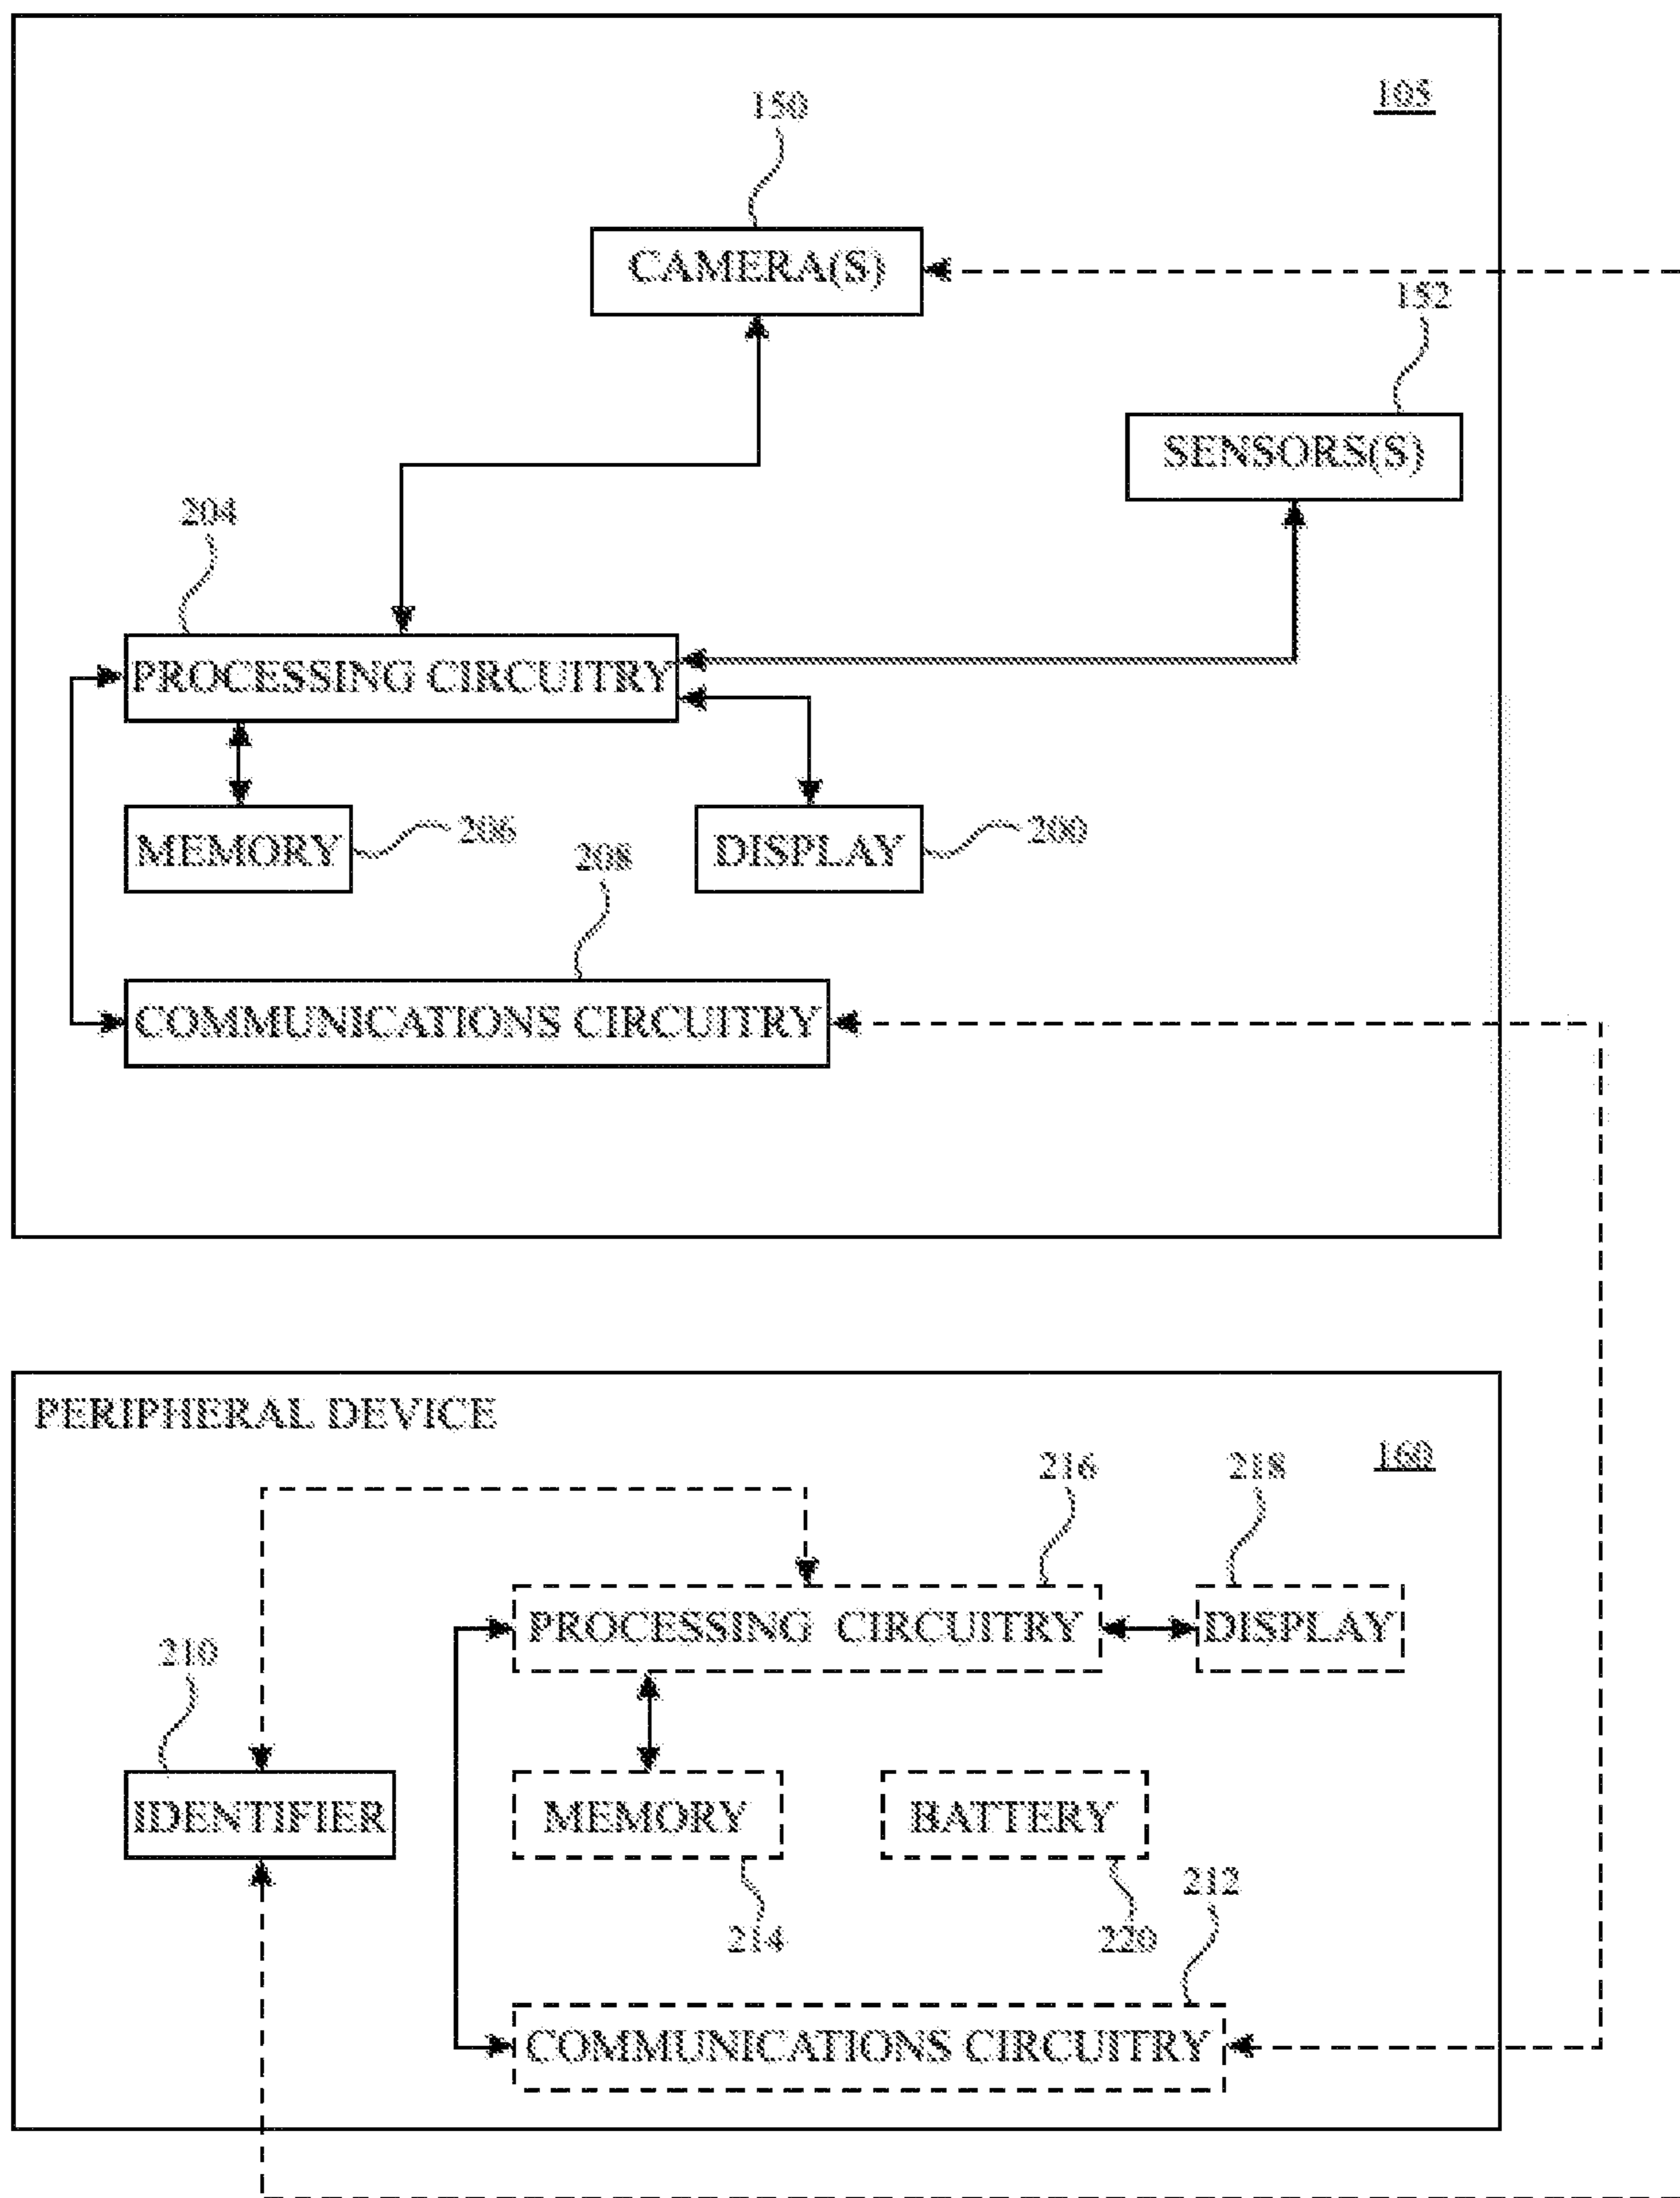 105
150
CAMERA(S)
152
SENSORS(S)
204
PROCESSING CIRCUITRY
MEMORY
206
DISPLAY
200
208
COMMUNICATIONS CIRCUITRY
PERIPHERAL DEVICE
160
216
218
PROCESSING CIRCUITRY
DISPLAY
210
IDENTIFIER
MEMORY
BATTERY
214
220
212
COMMUNICATIONS CIRCUITRY